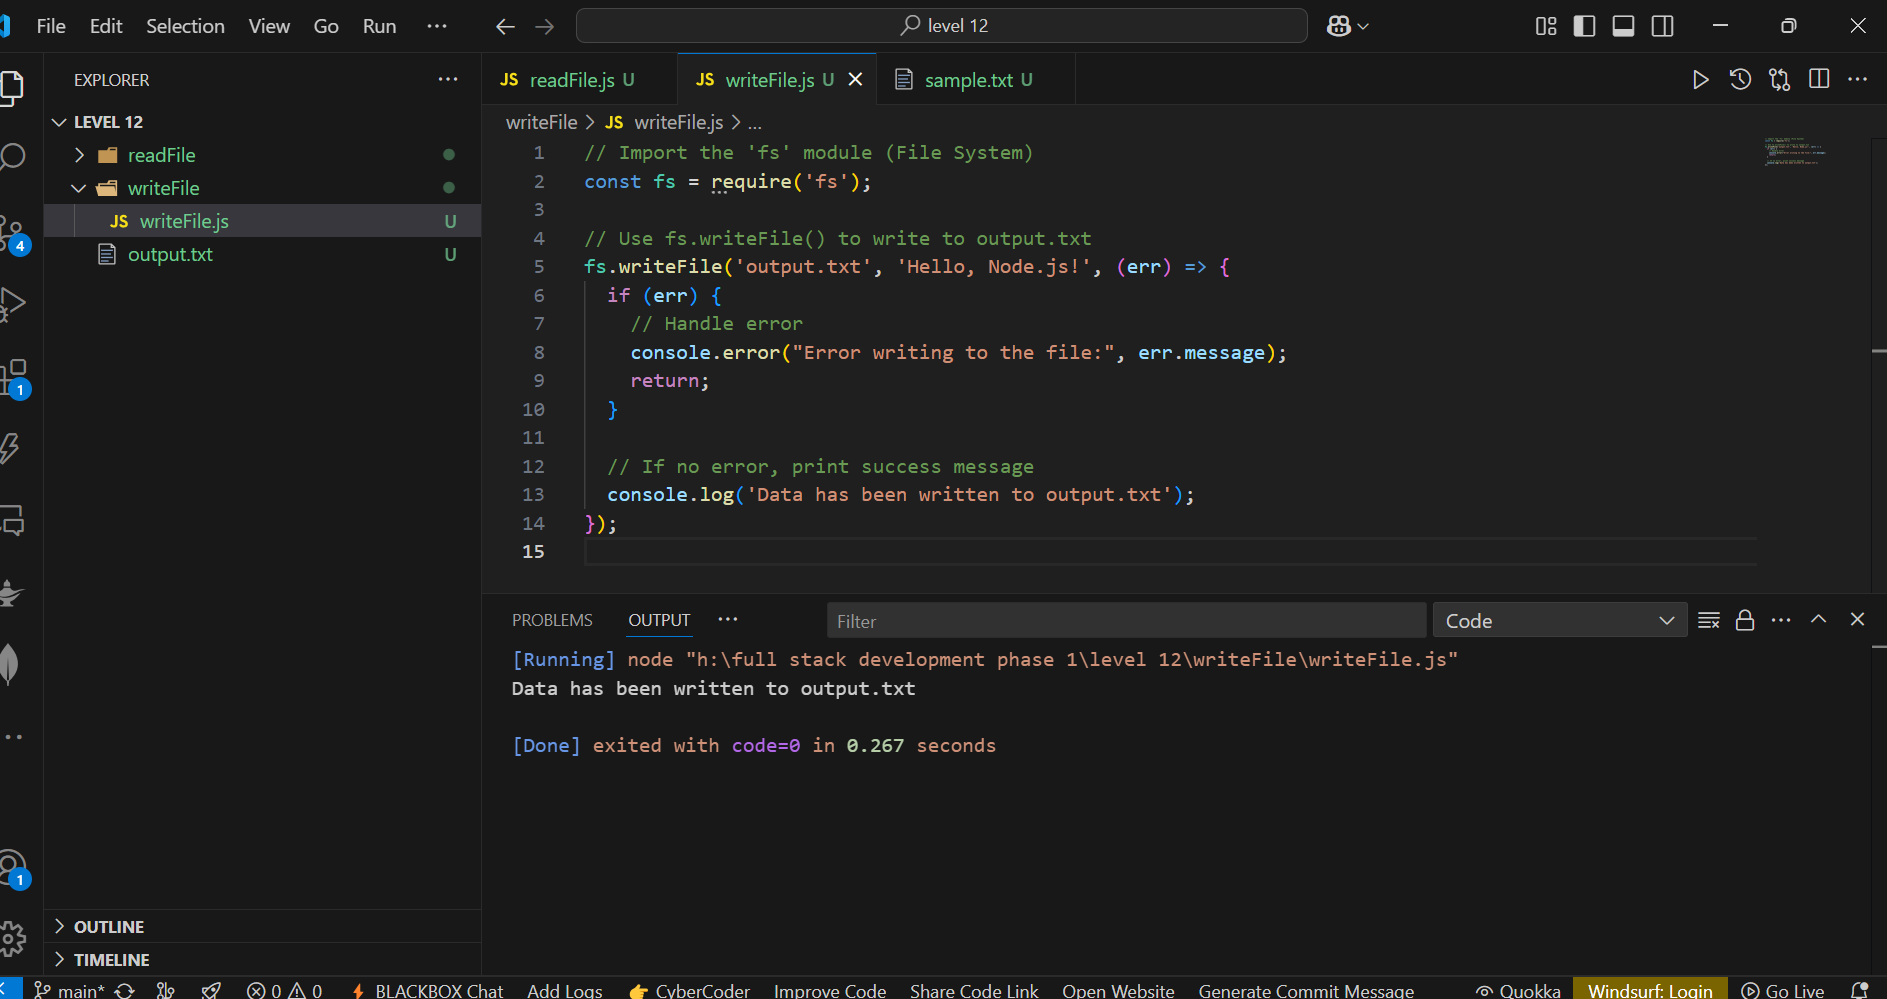 File Edit Selection View Go Run ··· level 12
EXPLORER ···
LEVEL 12
readFile
writeFile
JS writeFile.js U
output.txt U
4
1
1
OUTLINE
TIMELINE
JS readFile.js U JS writeFile.js U sample.txt U
writeFile > JS writeFile.js > ...
1 // Import the 'fs' module (File System)
2 const fs = require('fs');
3
4 // Use fs.writeFile() to write to output.txt
5 fs.writeFile('output.txt', 'Hello, Node.js!', (err) => {
6 if (err) {
7 // Handle error
8 console.error("Error writing to the file:", err.message);
9 return;
10 }
11
12 // If no error, print success message
13 console.log('Data has been written to output.txt');
14 });
15
PROBLEMS OUTPUT ··· Filter Code
[Running] node "h:\full stack development phase 1\level 12\writeFile\writeFile.js"
Data has been written to output.txt
[Done] exited with code=0 in 0.267 seconds
main* 0 0 BLACKBOX Chat Add Logs CyberCoder Improve Code Share Code Link Open Website Generate Commit Message Quokka Windsurf: Login Go Live